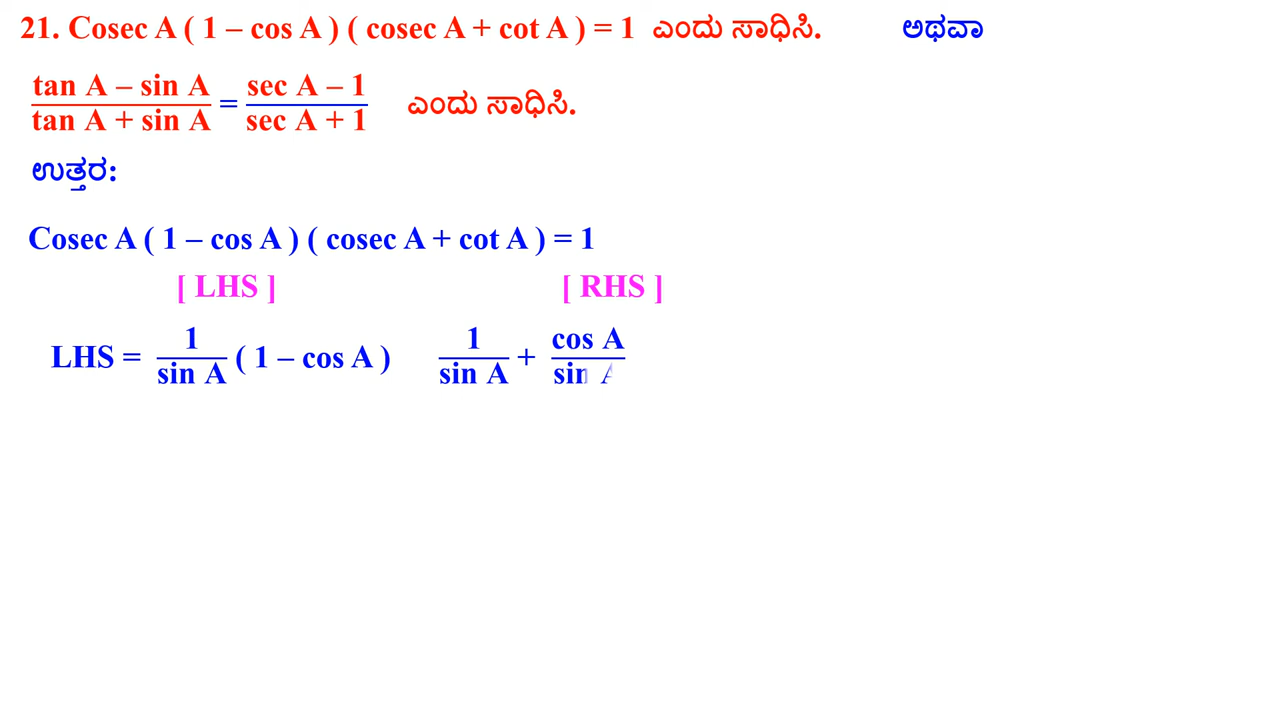 21. Cosec A ( 1 – cos A ) ( cosec A + cot A ) = 1 ಎಂದು ಸಾಧಿಸಿ. ಅಥವಾ
tan A – sin A / tan A + sin A = sec A – 1 / sec A + 1 ಎಂದು ಸಾಧಿಸಿ.
ಉತ್ತರ:
Cosec A ( 1 – cos A ) ( cosec A + cot A ) = 1
[ LHS ] [ RHS ]
LHS = 1 / sin A ( 1 – cos A ) 1 / sin A + cos A / sin A